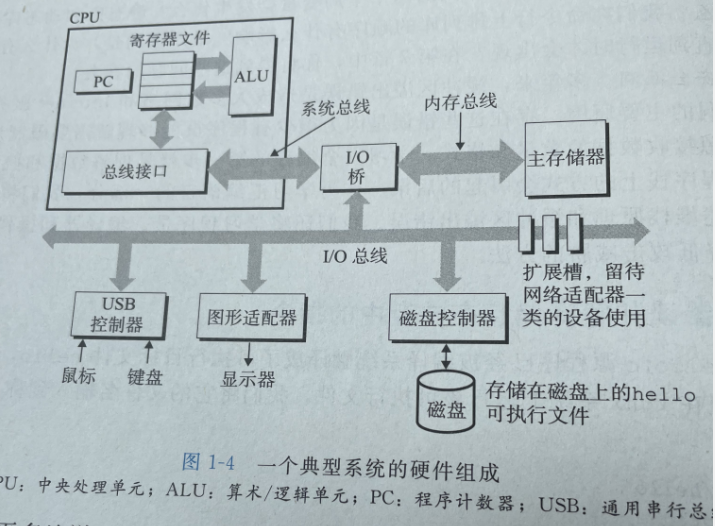 CPU
寄存器文件
PC
ALU
系统总线
内存总线
总线接口
I/O
桥
主存储器
I/O 总线
扩展槽,留待
网络适配器一
类的设备使用
USB
控制器
图形适配器
磁盘控制器
鼠标
键盘
显示器
磁盘
存储在磁盘上的hello
可执行文件
图 1-4 一个典型系统的硬件组成
PU:中央处理单元;ALU:算术/逻辑单元;PC:程序计数器;USB:通用串行总